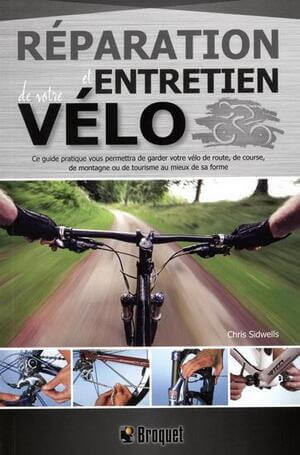 RÉPARATION
et ENTRETIEN
de votre
VÉLO
Ce guide pratique vous permettra de garder votre vélo de route, de course,
de montagne ou de tourisme au mieux de sa forme
Chris Sidwells
Broquet